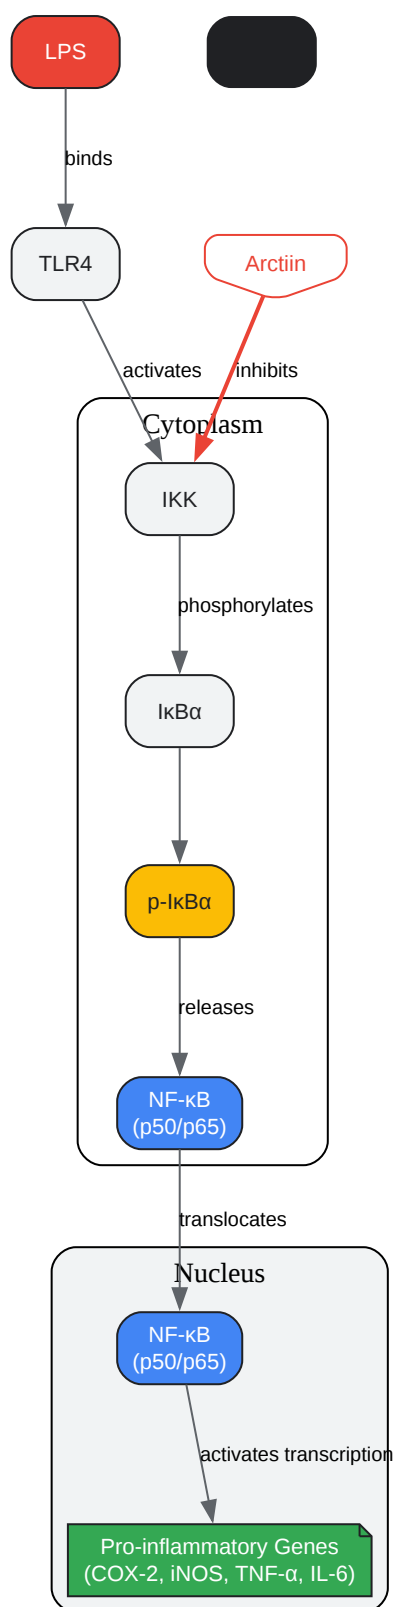 LPS
binds
TLR4
Arctiin
activates
inhibits
Cytoplasm
IKK
phosphorylates
IκBα
p-IκBα
releases
NF-κB
(p50/p65)
translocates
Nucleus
NF-κB
(p50/p65)
activates transcription
Pro-inflammatory Genes
(COX-2, iNOS, TNF-α, IL-6)